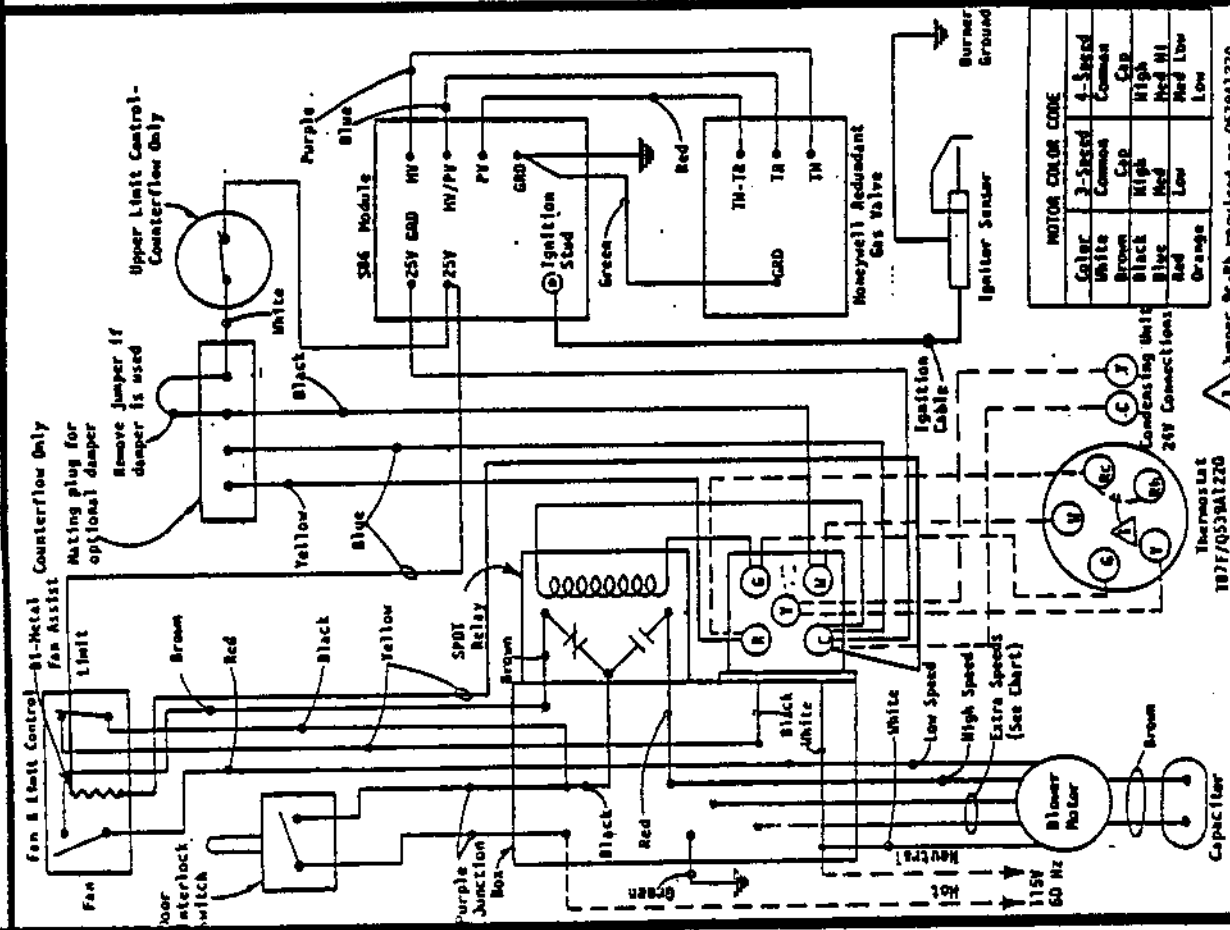 Fan & Limit Control
Bi-Metal
Fan Assist
Limit
Fan
Counterflow Only
Mating plug for
optional damper
Remove jumper if
damper is used
Upper Limit Control-
Counterflow Only
White
Black
Yellow
Blue
Brown
Red
Black
Yellow
Interlock
Purple
Junction
Box
SPDT
Relay
Brown
Black
Red
Green
Black
White
White
Low Speed
High Speed
Extra Speeds
(See Chart)
Neutral
Hot
115V
60 Hz
Blower
Motor
Brown
Capacitor
G
W
Y
R
C
S86 Module
25V GRD
25V
MV
MV/PV
PV
GRD
Ignition
Stud
Purple
Blue
Red
Green
TH-TR
TR
TH
GRD
Honeywell Redundant
Gas Valve
Burner
Ground
Igniter Sensor
Ignition
Cable
Y
C
Condensing Unit
24V Connections
W
Rc
Rh
G
Y
1
Thermostat
MOTOR COLOR CODE
Color 3-Speed 4-Speed
White Common Common
Brown Cap Cap
Black High High
Blue Med Med Hi
Red Low Med Low
Orange Low